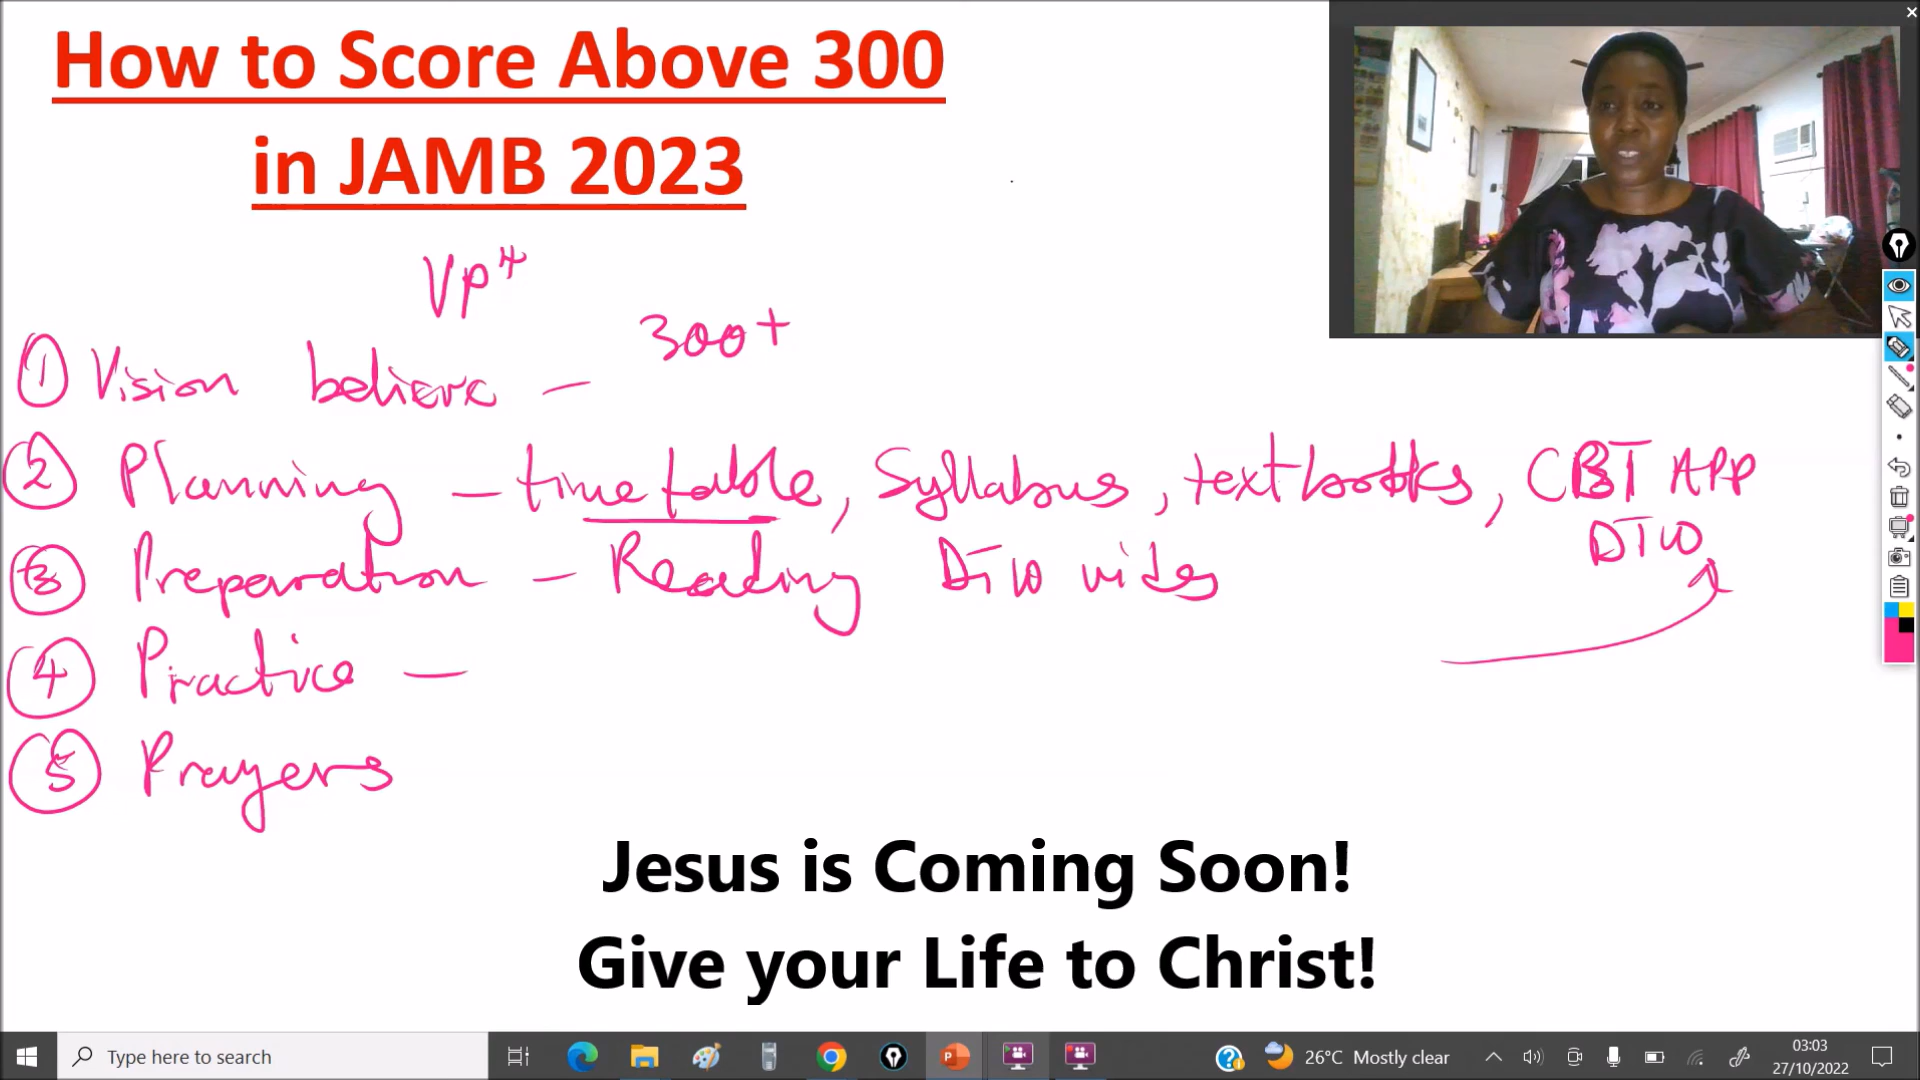 How to Score Above 300
in JAMB 2023
VP4
300+
① Vision believe –
② Planning – time table, Syllabus, textbooks, CBT APP
DTW
③ Preparation – Reading DTW
④ Practice –
⑤ Prayers
Jesus is Coming Soon!
Give your Life to Christ!
Type here to search
26°C Mostly clear
03:03
27/10/2022